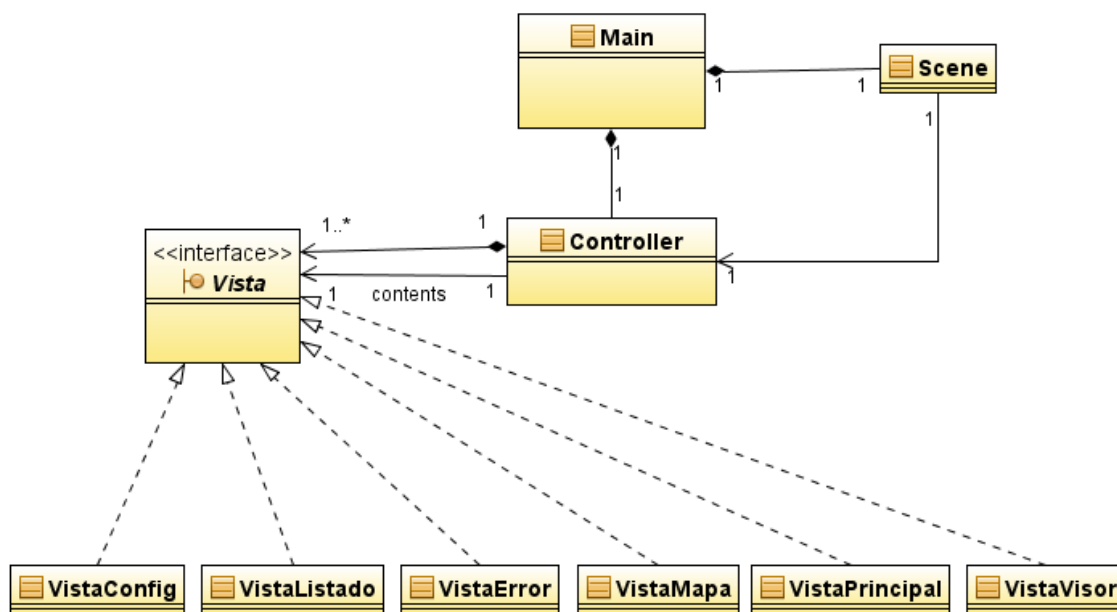 Main
Scene
1
1
1
1
1
1..*
1
Controller
<<interface>>
Vista
1
contents
1
1
VistaConfig
VistaListado
VistaError
VistaMapa
VistaPrincipal
VistaVisor